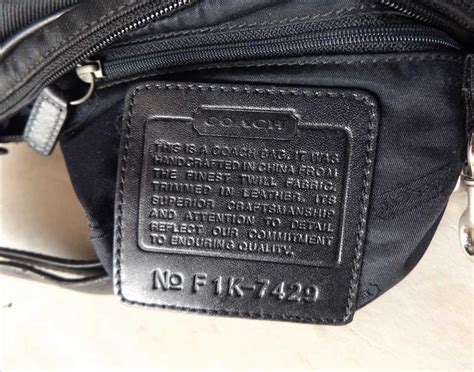 COACH
THIS IS A COACH BAG. IT WAS
HANDCRAFTED IN CHINA FROM
THE FINEST TWILL FABRIC,
TRIMMED IN LEATHER. ITS
SUPERIOR CRAFTSMANSHIP
AND ATTENTION TO DETAIL
REFLECT OUR COMMITMENT
TO ENDURING QUALITY.
No F1K-7429